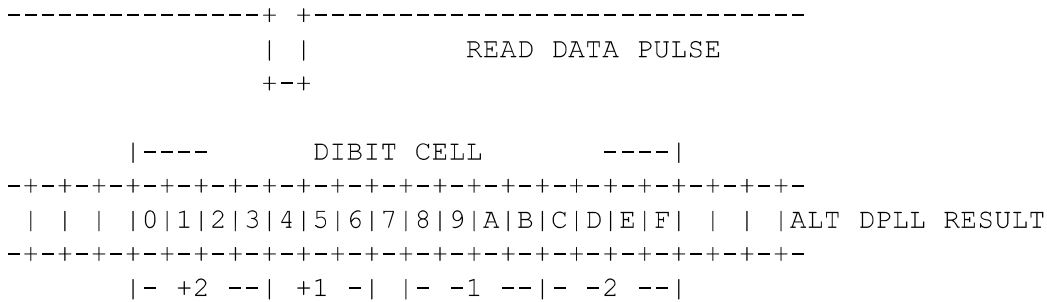 ---------------+ +-----------------------------
| | READ DATA PULSE
+-+
|---- DIBIT CELL ----|
-+-+-+-+-+-+-+-+-+-+-+-+-+-+-+-+-+-+-+-+-+-+-+-
| | | |0|1|2|3|4|5|6|7|8|9|A|B|C|D|E|F| | | |ALT DPLL RESULT
-+-+-+-+-+-+-+-+-+-+-+-+-+-+-+-+-+-+-+-+-+-+-+-
|- +2 --| +1 -| |- -1 --|- -2 --|